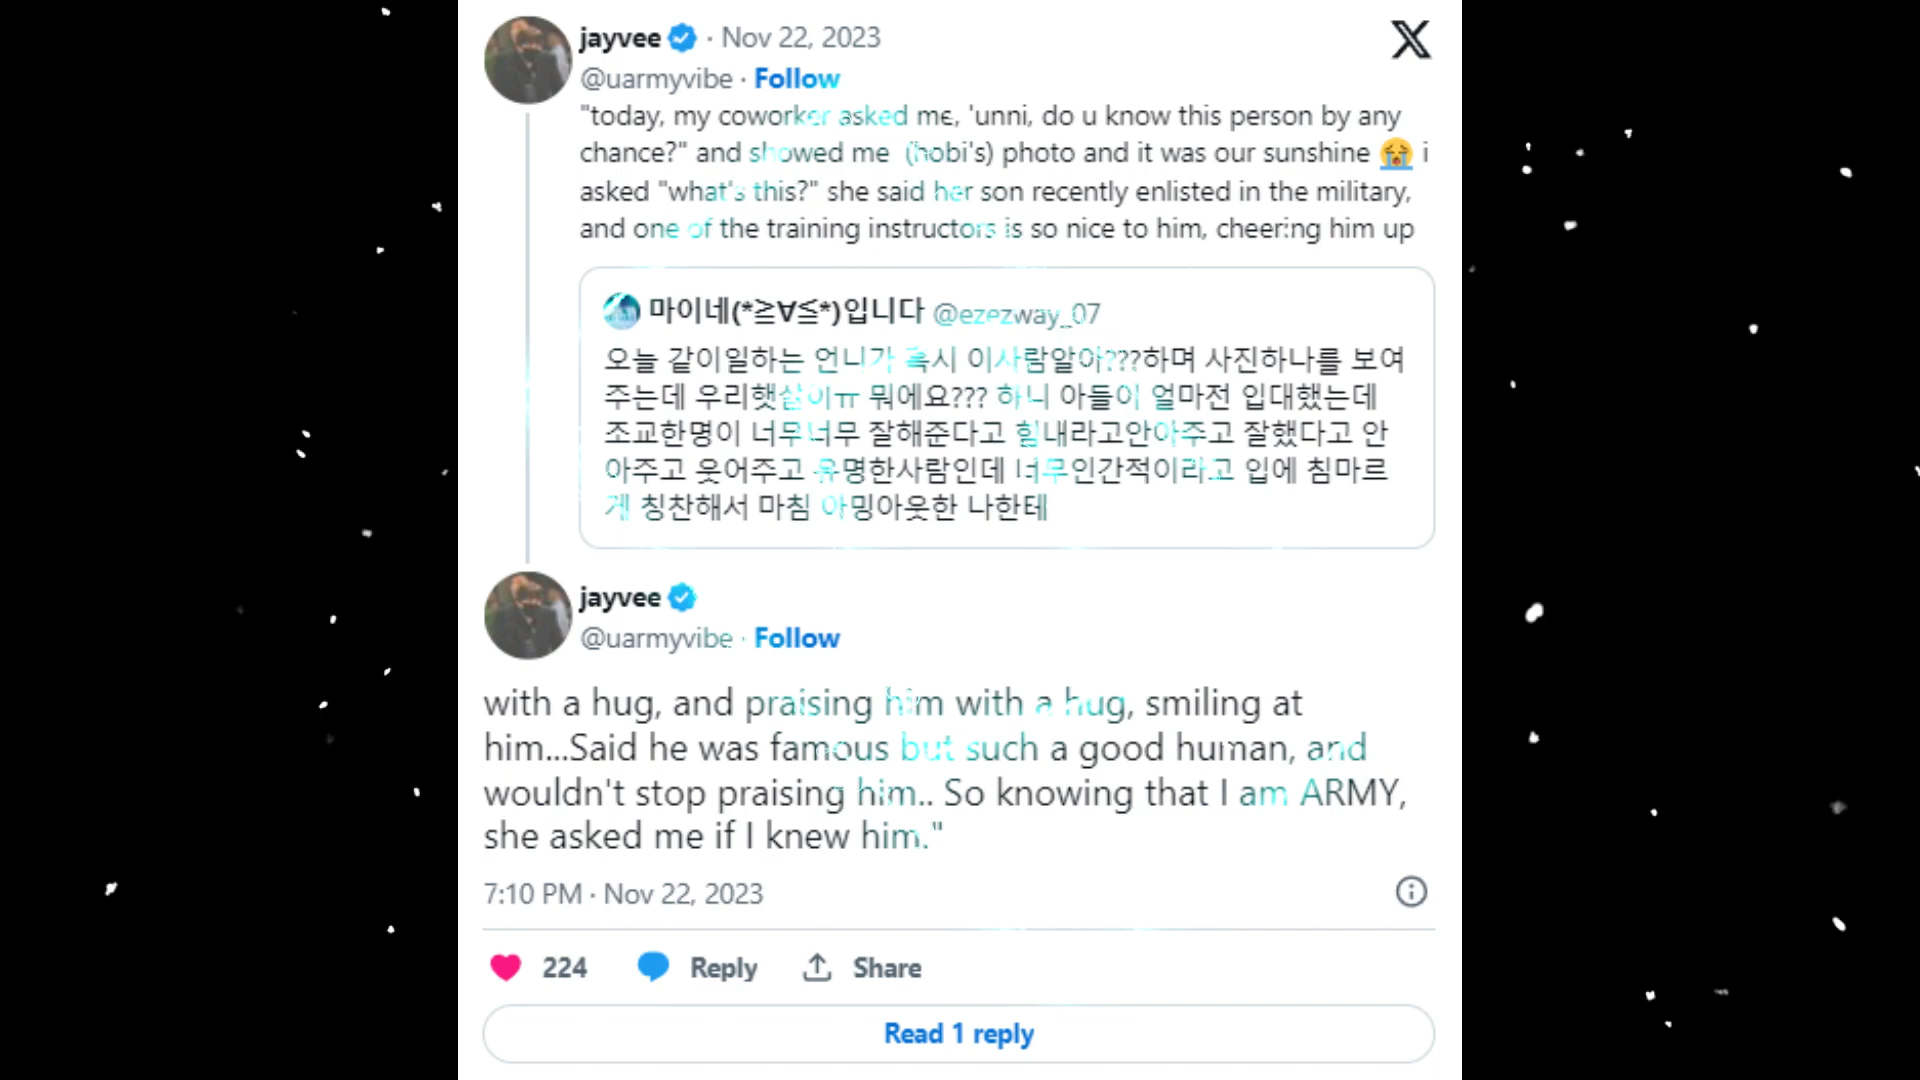 jayvee · Nov 22, 2023
@uarmyvibe · Follow
"today, my coworker asked me, 'unni, do u know this person by any
chance?" and showed me (hobi's) photo and it was our sunshine 😭 i
asked "what's this?" she said her son recently enlisted in the military,
and one of the training instructors is so nice to him, cheering him up
마이네(*≧∀≦*)입니다 @ezezway_07
오늘 같이일하는 언니가 혹시 이사람알아???하며 사진하나를 보여
주는데 우리햇살이ㅠ 뭐에요??? 하니 아들이 얼마전 입대했는데
조교한명이 너무너무 잘해준다고 힘내라고안아주고 잘했다고 안
아주고 웃어주고 유명한사람인데 너무인간적이라고 입에 침마르
게 칭찬해서 마침 아밍아웃한 나한테
jayvee
@uarmyvibe · Follow
with a hug, and praising him with a hug, smiling at
him...Said he was famous but such a good human, and
wouldn't stop praising him.. So knowing that I am ARMY,
she asked me if I knew him."
7:10 PM · Nov 22, 2023
224 Reply Share
Read 1 reply